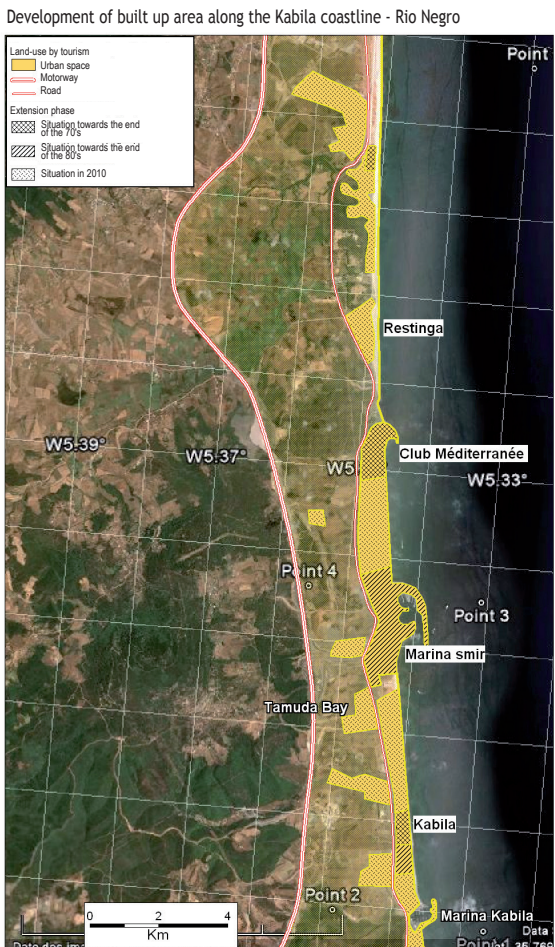 Development of built up area along the Kabila coastline - Rio Negro
Land-use by tourism
Urban space
Motorway
Road
Extension phase
Situation towards the end
of the 70's
Situation towards the end
of the 80's
Situation in 2010
Point
Restinga
W5.39°
W5.37°
W5
Club Méditerranée
W5.33°
Point 4
Point 3
Marina smir
Tamuda Bay
Kabila
Point 2
Marina Kabila
0 2 4
Km
Data